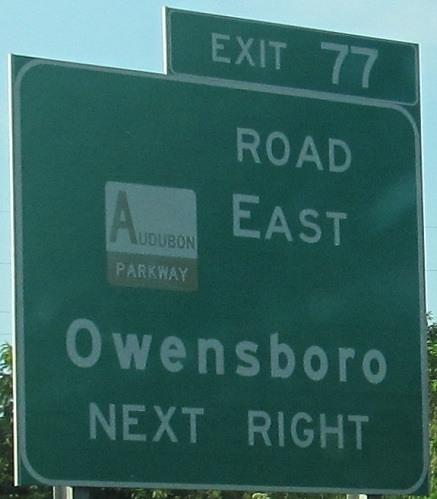 EXIT 77
ROAD
EAST
AUDUBON
PARKWAY
Owensboro
NEXT RIGHT